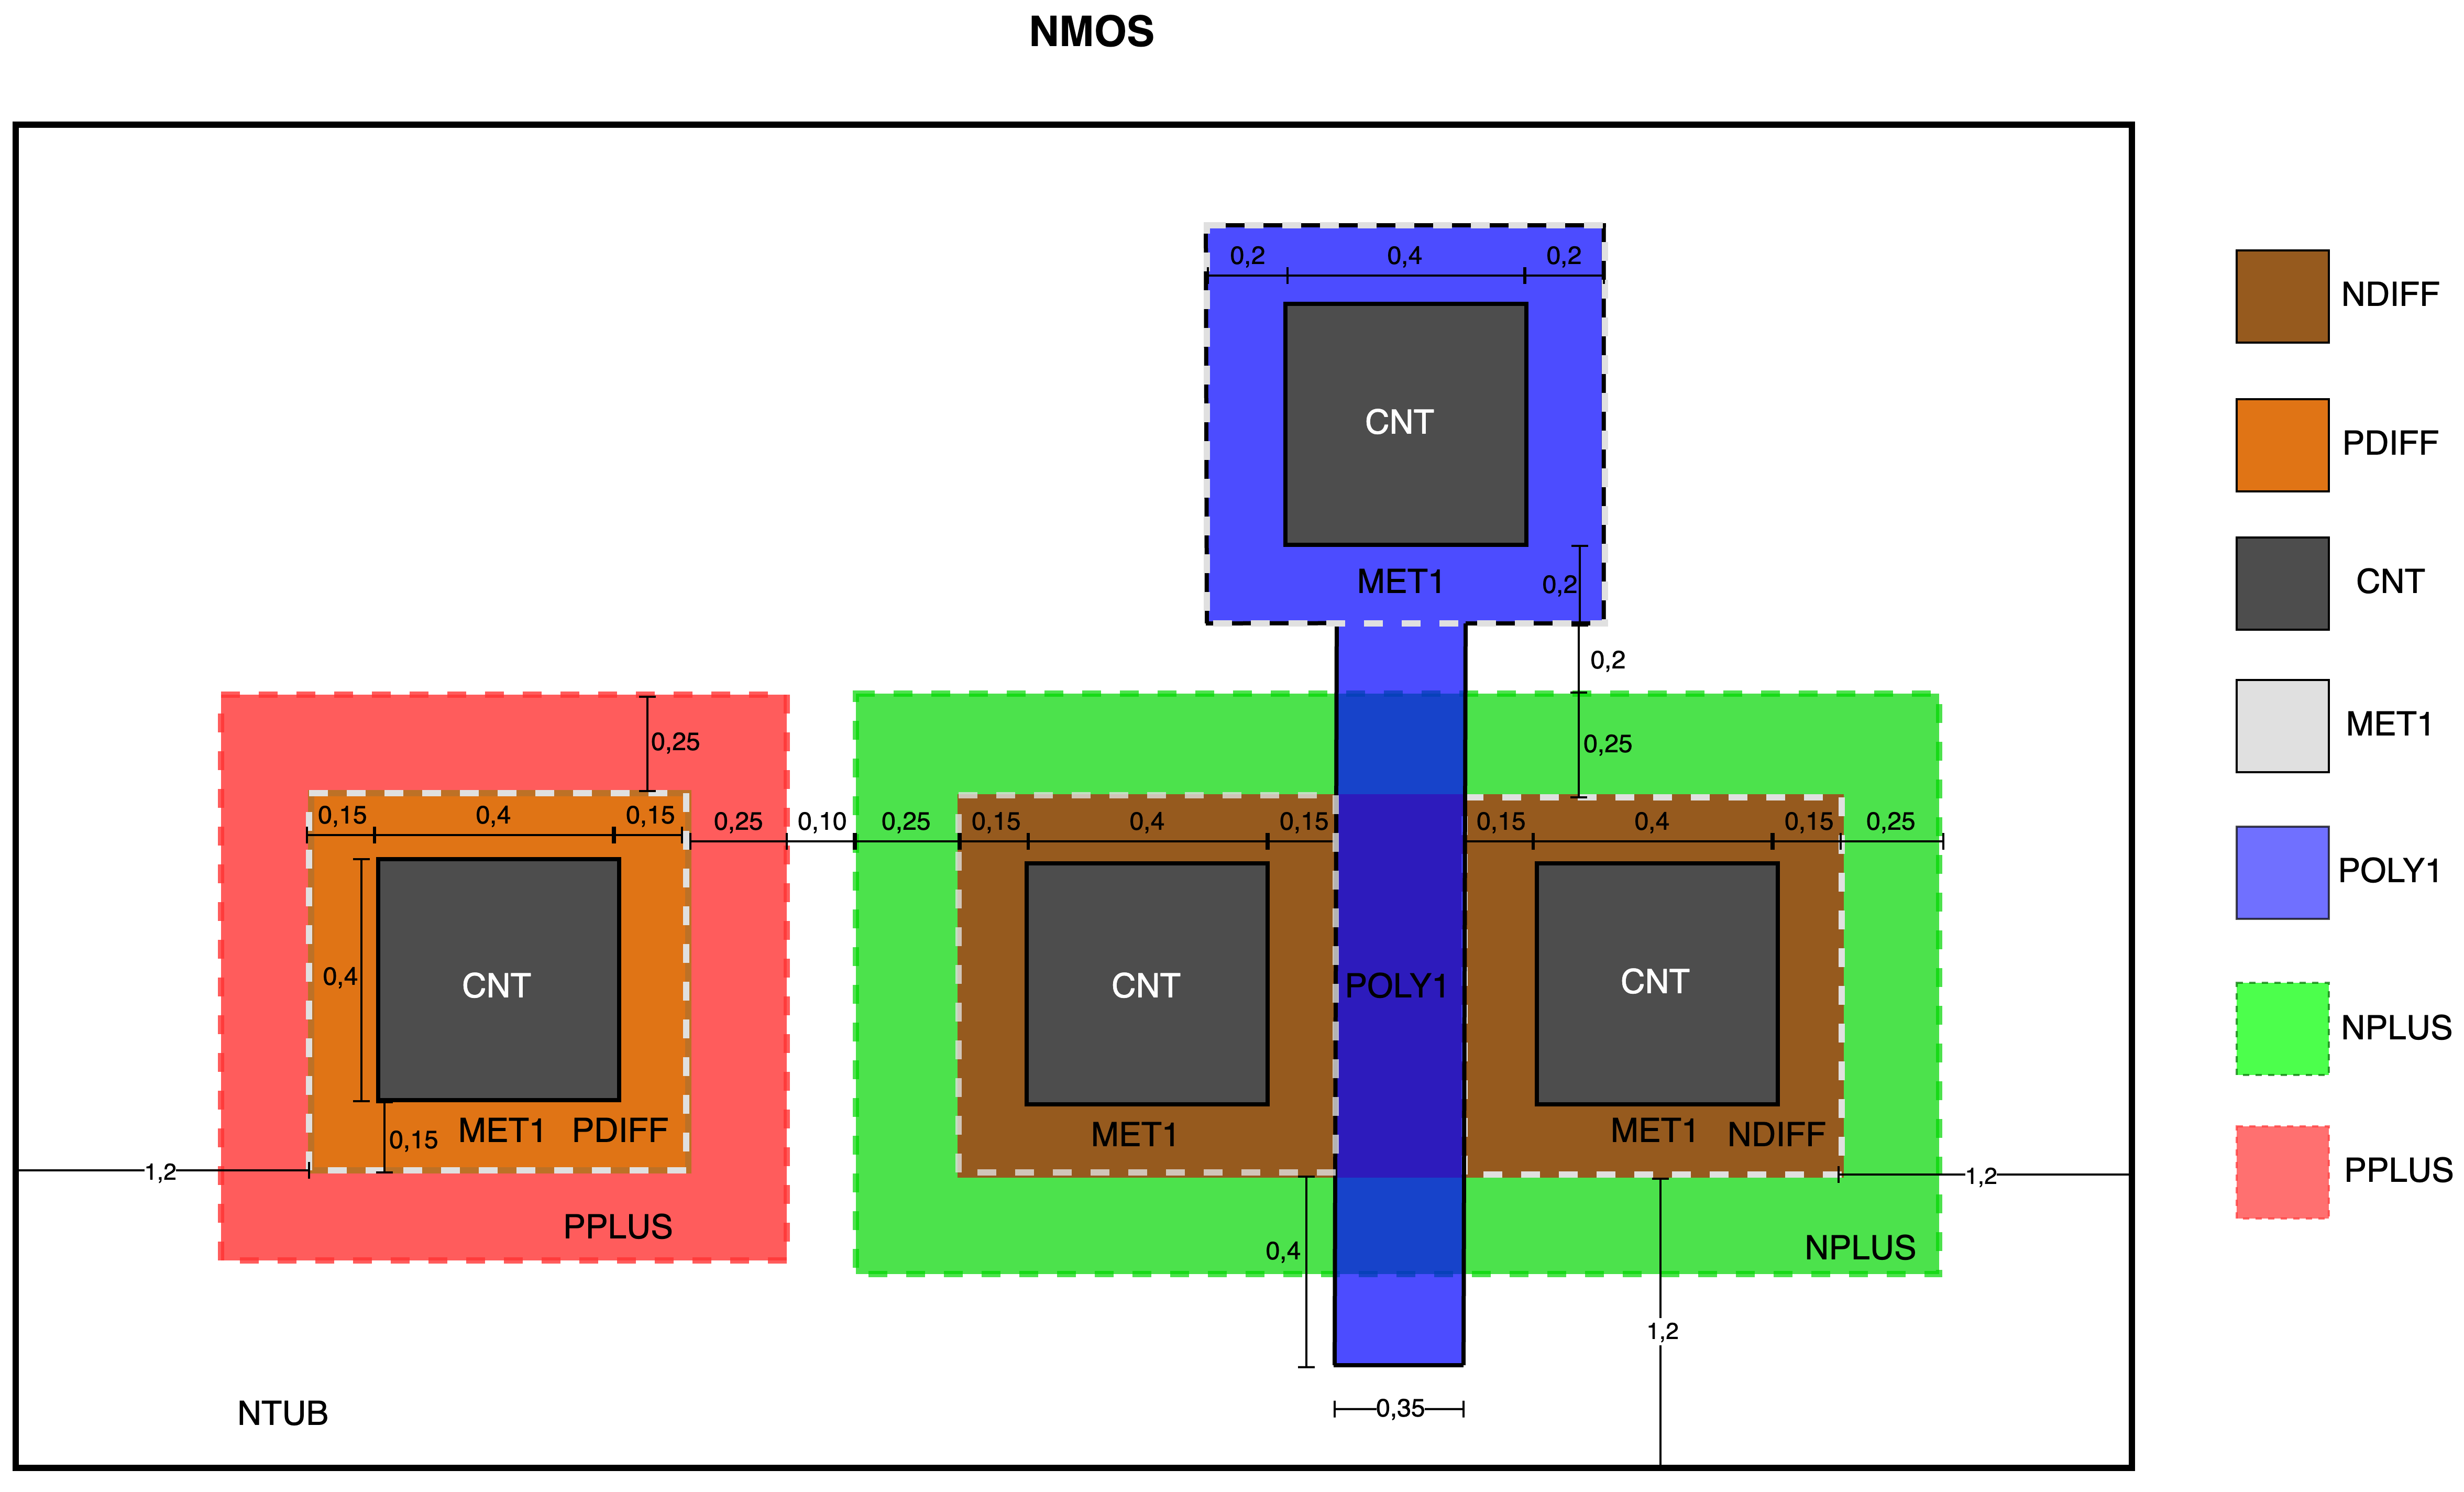 NMOS
0,2 0,4 0,2
CNT
MET1
0,2
0,2
0,25
0,25
0,15 0,4 0,15
0,25 0,10 0,25 0,15 0,4 0,15
0,15 0,4 0,15 0,25
0,4
CNT
CNT
POLY1
CNT
0,15
MET1 PDIFF
MET1
MET1 NDIFF
1,2
1,2
PPLUS
0,4
NPLUS
1,2
0,35
NTUB
NDIFF
PDIFF
CNT
MET1
POLY1
NPLUS
PPLUS